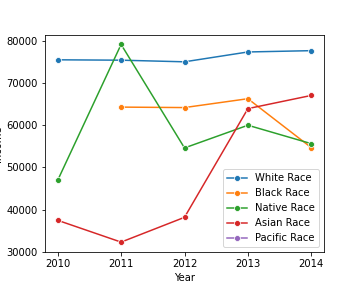 80000
70000
60000
50000
40000
30000
2010
2011
2012
2013
2014
Year
White Race
Black Race
Native Race
Asian Race
Pacific Race